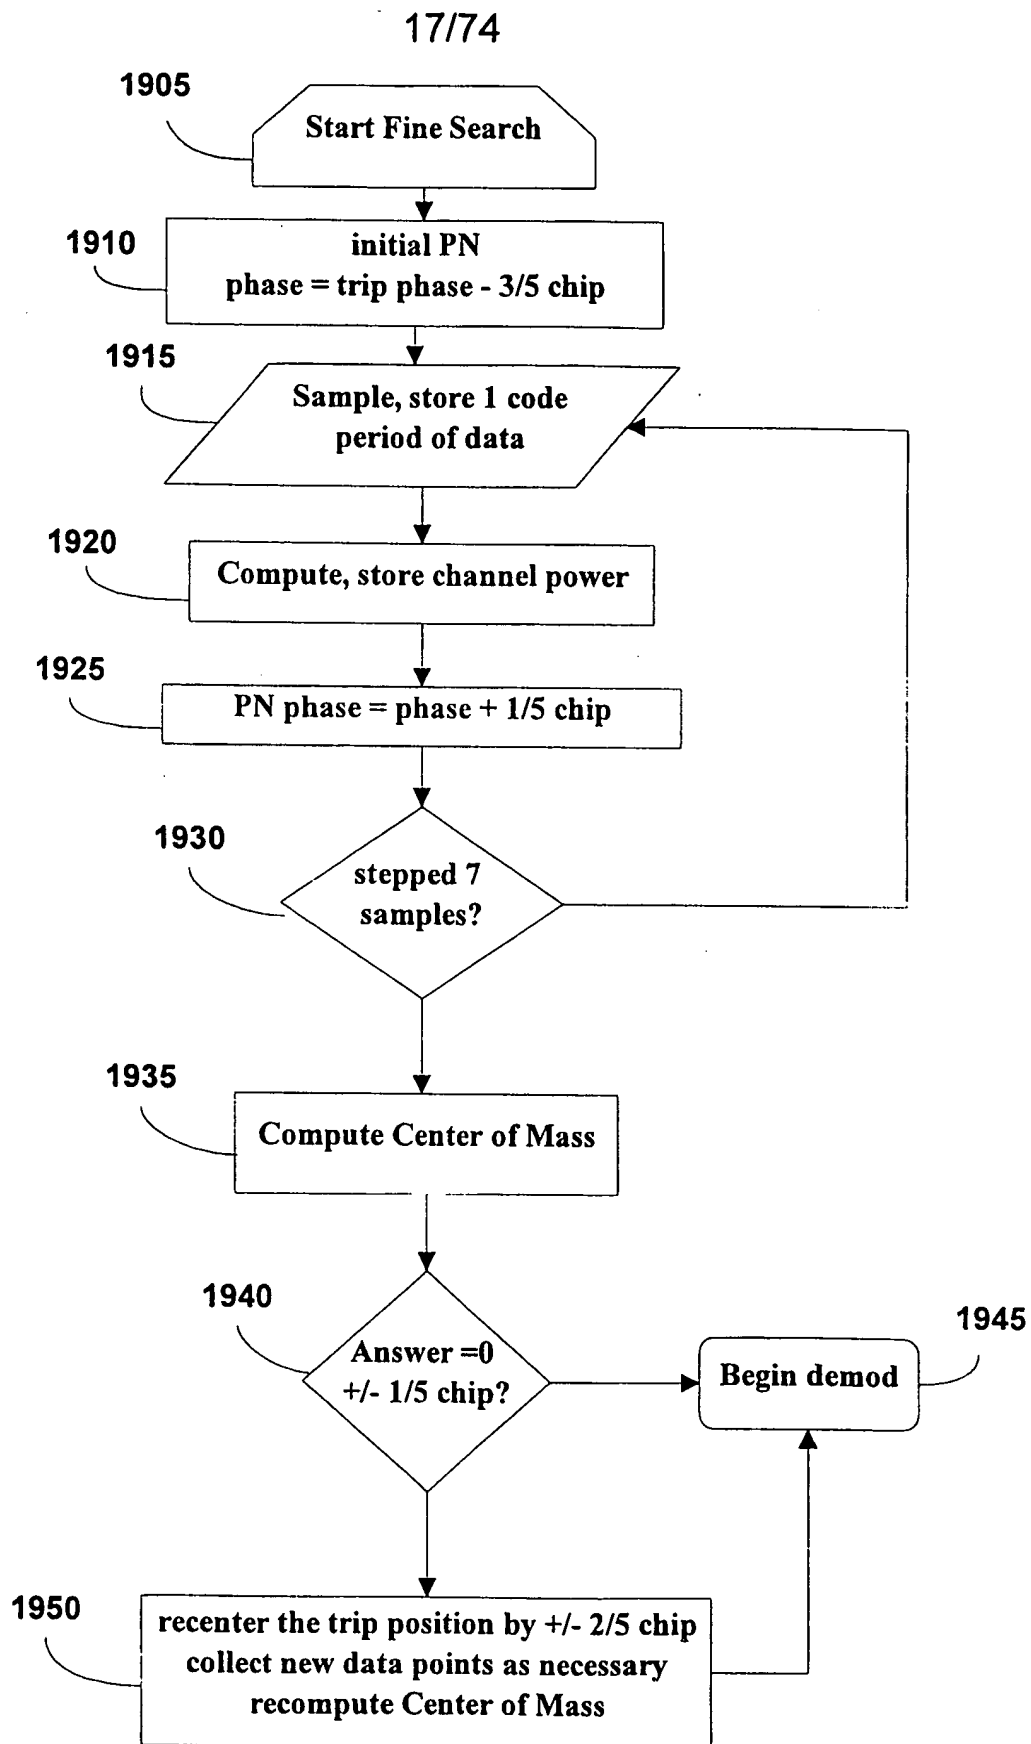 17/74
1905
Start Fine Search
1910
initial PN
phase = trip phase - 3/5 chip
1915
Sample, store 1 code
period of data
1920
Compute, store channel power
1925
PN phase = phase + 1/5 chip
1930
stepped 7
samples?
1935
Compute Center of Mass
1940
Answer =0
+/- 1/5 chip?
1945
Begin demod
1950
recenter the trip position by +/- 2/5 chip
collect new data points as necessary
recompute Center of Mass